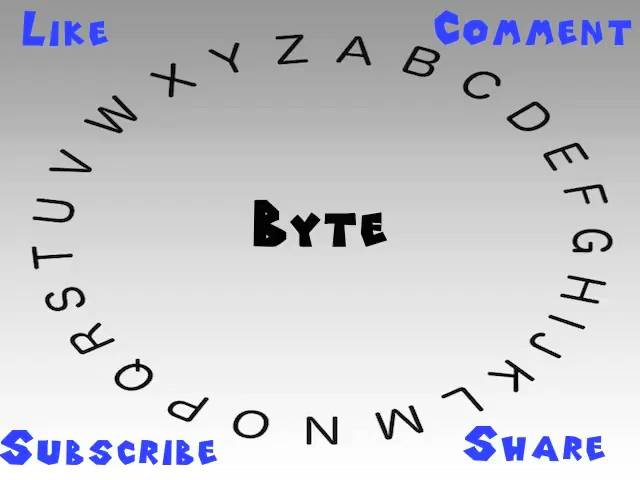 Like
Comment
A B C D E F G H I J K L M N O P Q R S T U V W X Y Z
Byte
Subscribe
Share